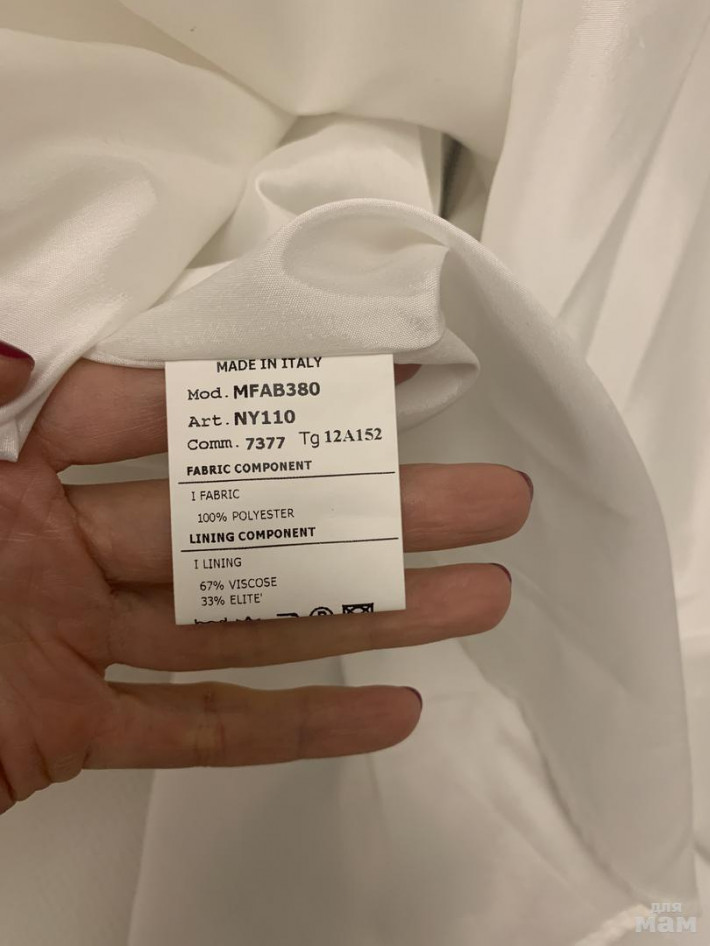 MADE IN ITALY
Mod. MFAB380
Art. NY110
Comm. 7377 Tg 12A152
FABRIC COMPONENT
I FABRIC
100% POLYESTER
LINING COMPONENT
I LINING
67% VISCOSE
33% ELITE'
для
мам